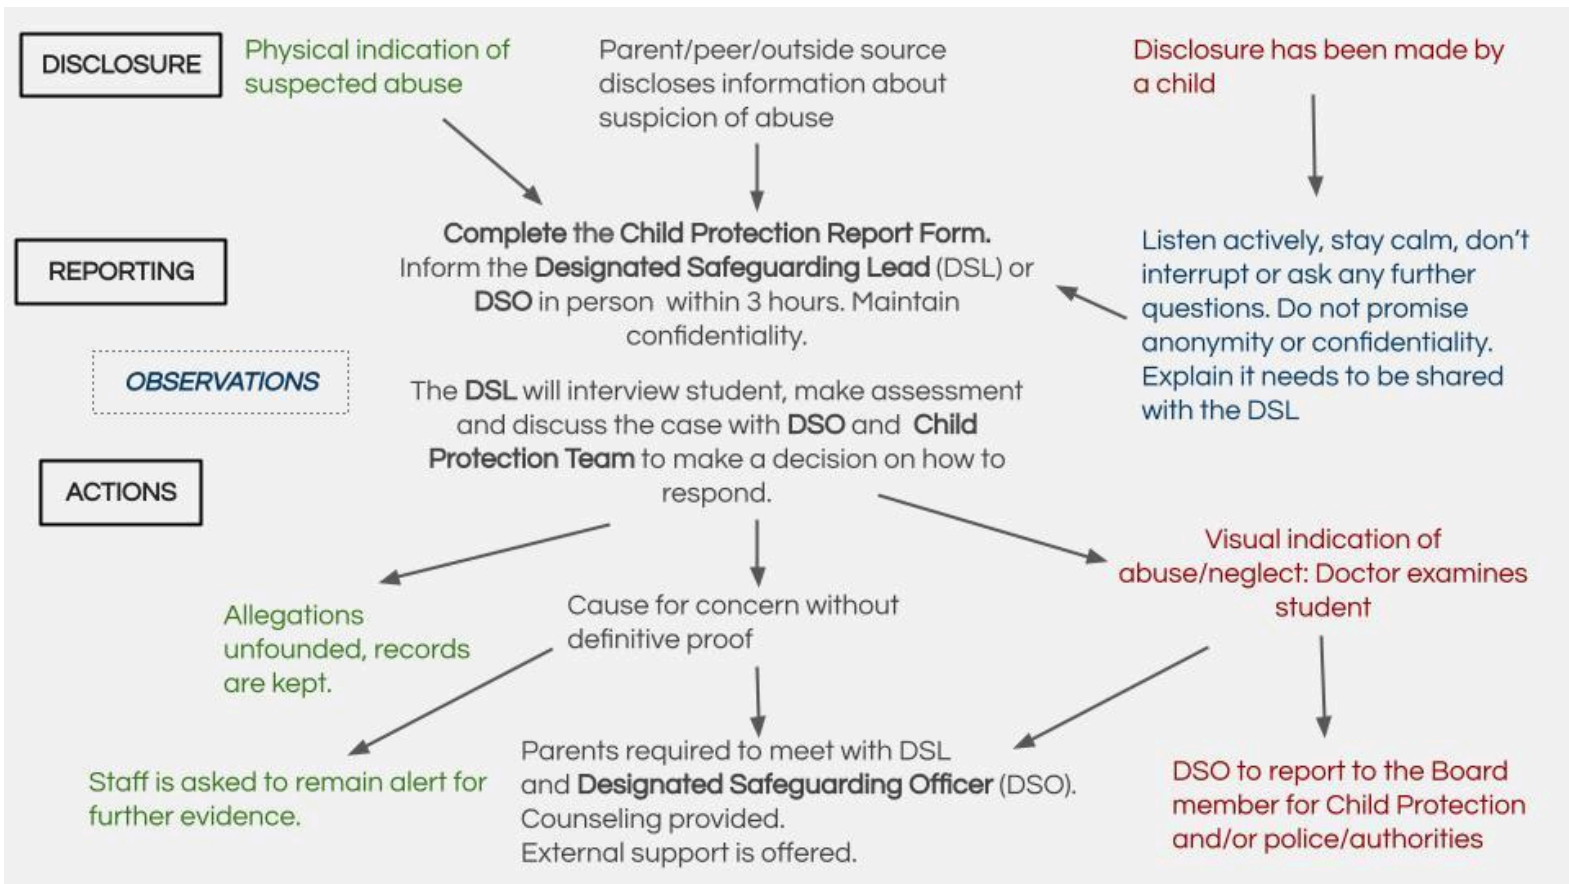 DISCLOSURE
Physical indication of
suspected abuse
Parent/peer/outside source
discloses information about
suspicion of abuse
Disclosure has been made by
a child
REPORTING
Complete the Child Protection Report Form.
Inform the Designated Safeguarding Lead (DSL) or
DSO in person within 3 hours. Maintain
confidentiality.
Listen actively, stay calm, don't
interrupt or ask any further
questions. Do not promise
anonymity or confidentiality.
Explain it needs to be shared
with the DSL
OBSERVATIONS
The DSL will interview student, make assessment
and discuss the case with DSO and Child
Protection Team to make a decision on how to
respond.
ACTIONS
Allegations
unfounded, records
are kept.
Cause for concern without
definitive proof
Visual indication of
abuse/neglect: Doctor examines
student
Staff is asked to remain alert for
further evidence.
Parents required to meet with DSL
and Designated Safeguarding Officer (DSO).
Counseling provided.
External support is offered.
DSO to report to the Board
member for Child Protection
and/or police/authorities